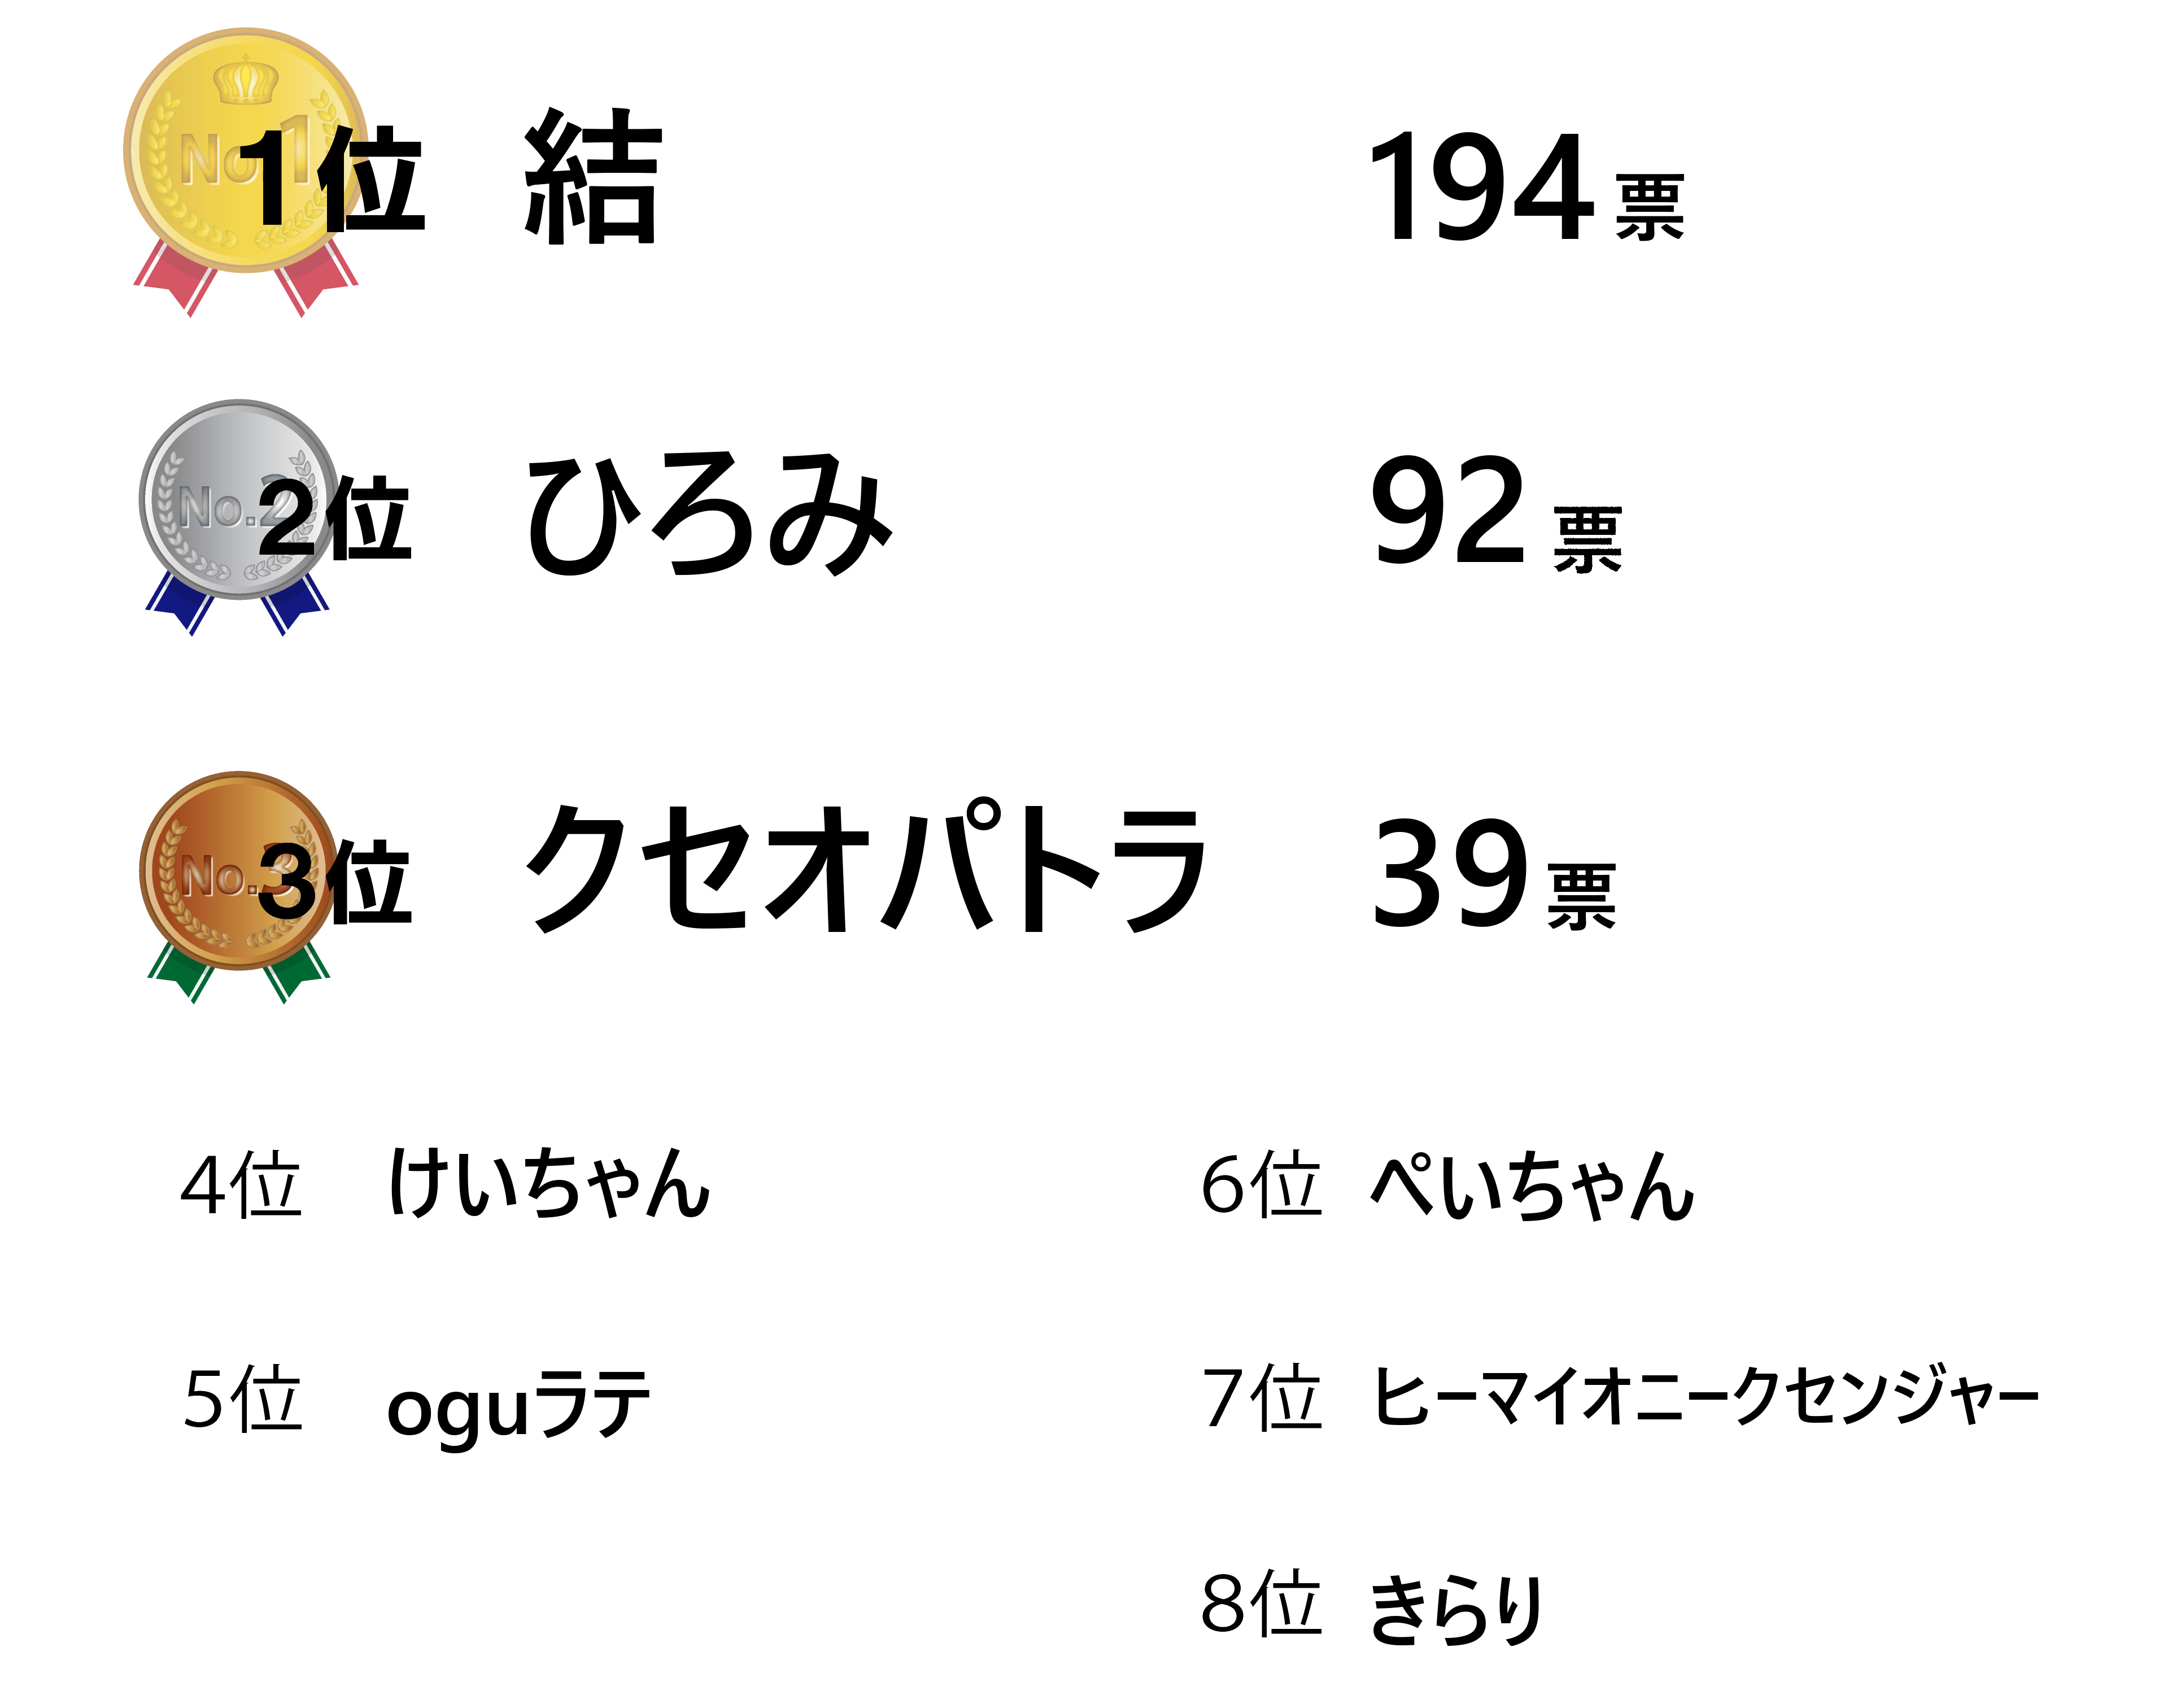 No.1
1位 結 194票
No.2
2位 ひろみ 92票
No.3
3位 クセオパトラ 39票
4位 けいちゃん
5位 oguラテ
6位 ぺいちゃん
7位 ヒーマイオニークセンジャー
8位 きらり